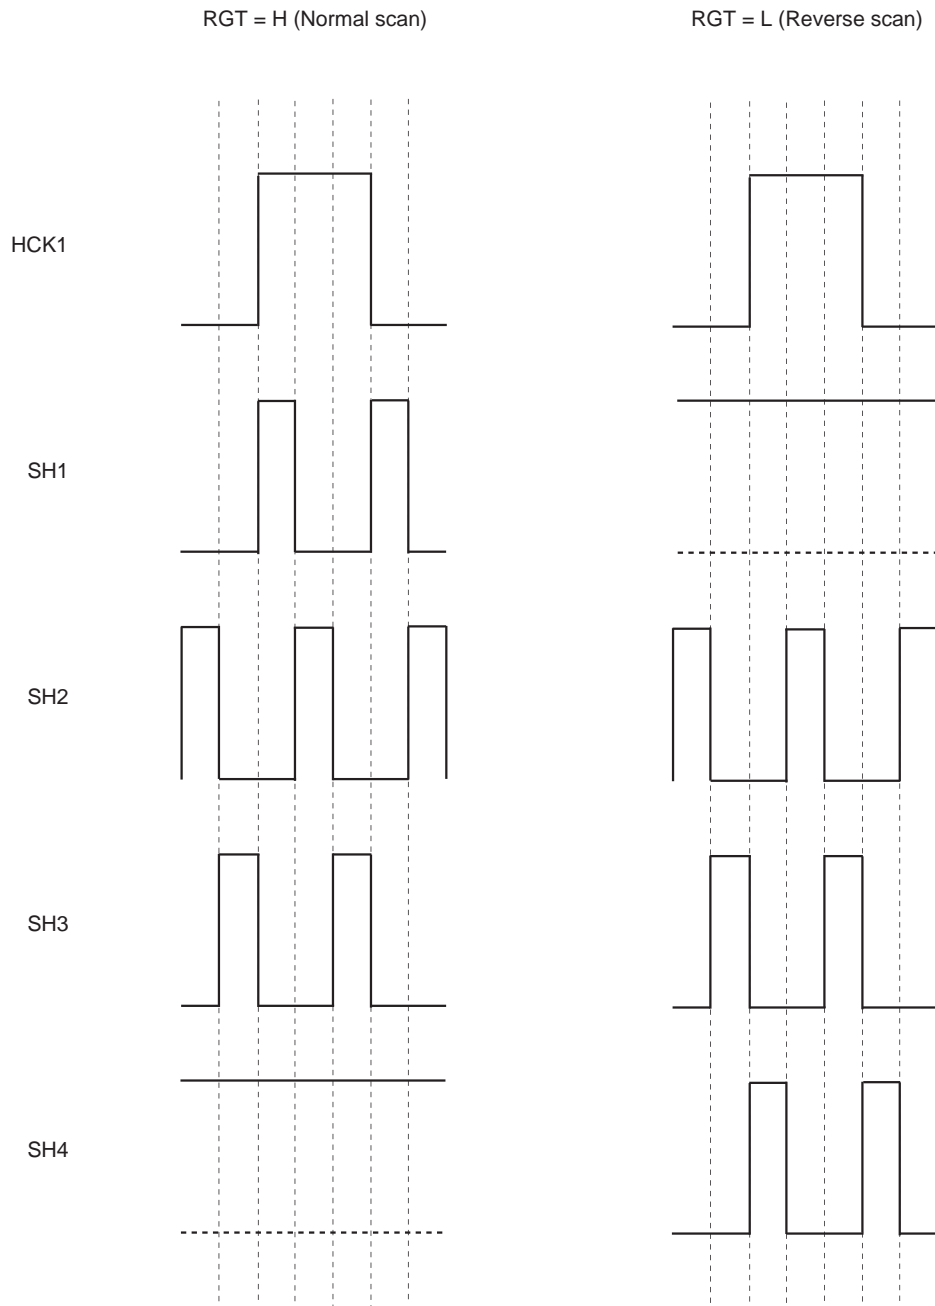 RGT = H (Normal scan)
RGT = L (Reverse scan)
HCK1
SH1
SH2
SH3
SH4